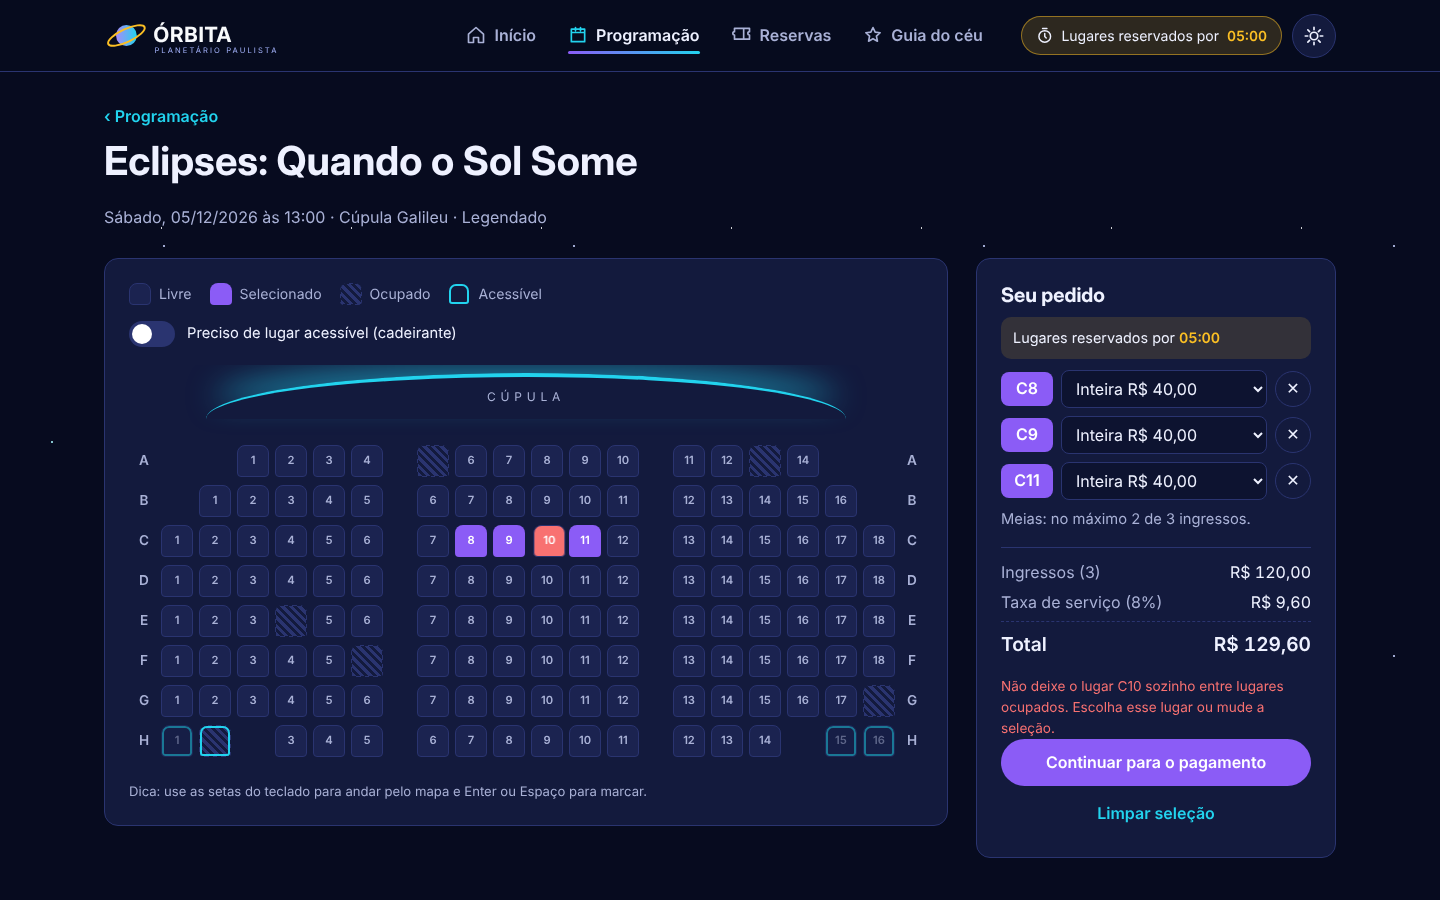 ÓRBITA
PLANETÁRIO PAULISTA
Início
Programação
Reservas
Guia do céu
Lugares reservados por 05:00
‹ Programação
Eclipses: Quando o Sol Some
Sábado, 05/12/2026 às 13:00 · Cúpula Galileu · Legendado
Livre
Selecionado
Ocupado
Acessível
Preciso de lugar acessível (cadeirante)
CÚPULA
A 1 2 3 4 6 7 8 9 10 11 12 14 A
B 1 2 3 4 5 6 7 8 9 10 11 12 13 14 15 16 B
C 1 2 3 4 5 6 7 8 9 10 11 12 13 14 15 16 17 18 C
D 1 2 3 4 5 6 7 8 9 10 11 12 13 14 15 16 17 18 D
E 1 2 3 5 6 7 8 9 10 11 12 13 14 15 16 17 18 E
F 1 2 3 4 5 7 8 9 10 11 12 13 14 15 16 17 18 F
G 1 2 3 4 5 6 7 8 9 10 11 12 13 14 15 16 17 G
H 1 3 4 5 6 7 8 9 10 11 12 13 14 15 16 H
Dica: use as setas do teclado para andar pelo mapa e Enter ou Espaço para marcar.
Seu pedido
Lugares reservados por 05:00
C8 Inteira R$ 40,00 ✕
C9 Inteira R$ 40,00 ✕
C11 Inteira R$ 40,00 ✕
Meias: no máximo 2 de 3 ingressos.
Ingressos (3) R$ 120,00
Taxa de serviço (8%) R$ 9,60
Total R$ 129,60
Não deixe o lugar C10 sozinho entre lugares
ocupados. Escolha esse lugar ou mude a
seleção.
Continuar para o pagamento
Limpar seleção